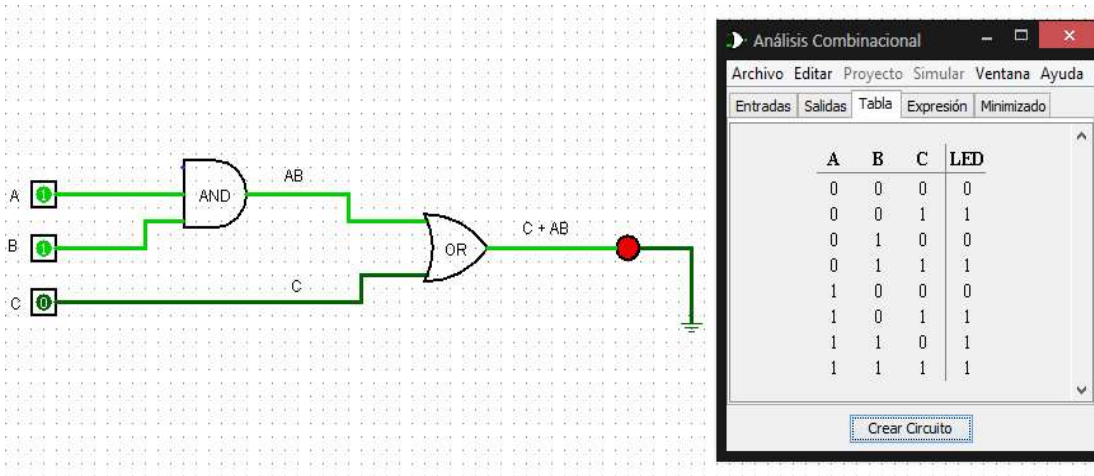 A 1
B 1
C 0
AND
AB
C
OR
C + AB
Análisis Combinacional
Archivo Editar Proyecto Simular Ventana Ayuda
Entradas Salidas Tabla Expresión Minimizado
A B C LED
0 0 0 0
0 0 1 1
0 1 0 0
0 1 1 1
1 0 0 0
1 0 1 1
1 1 0 1
1 1 1 1
Crear Circuito